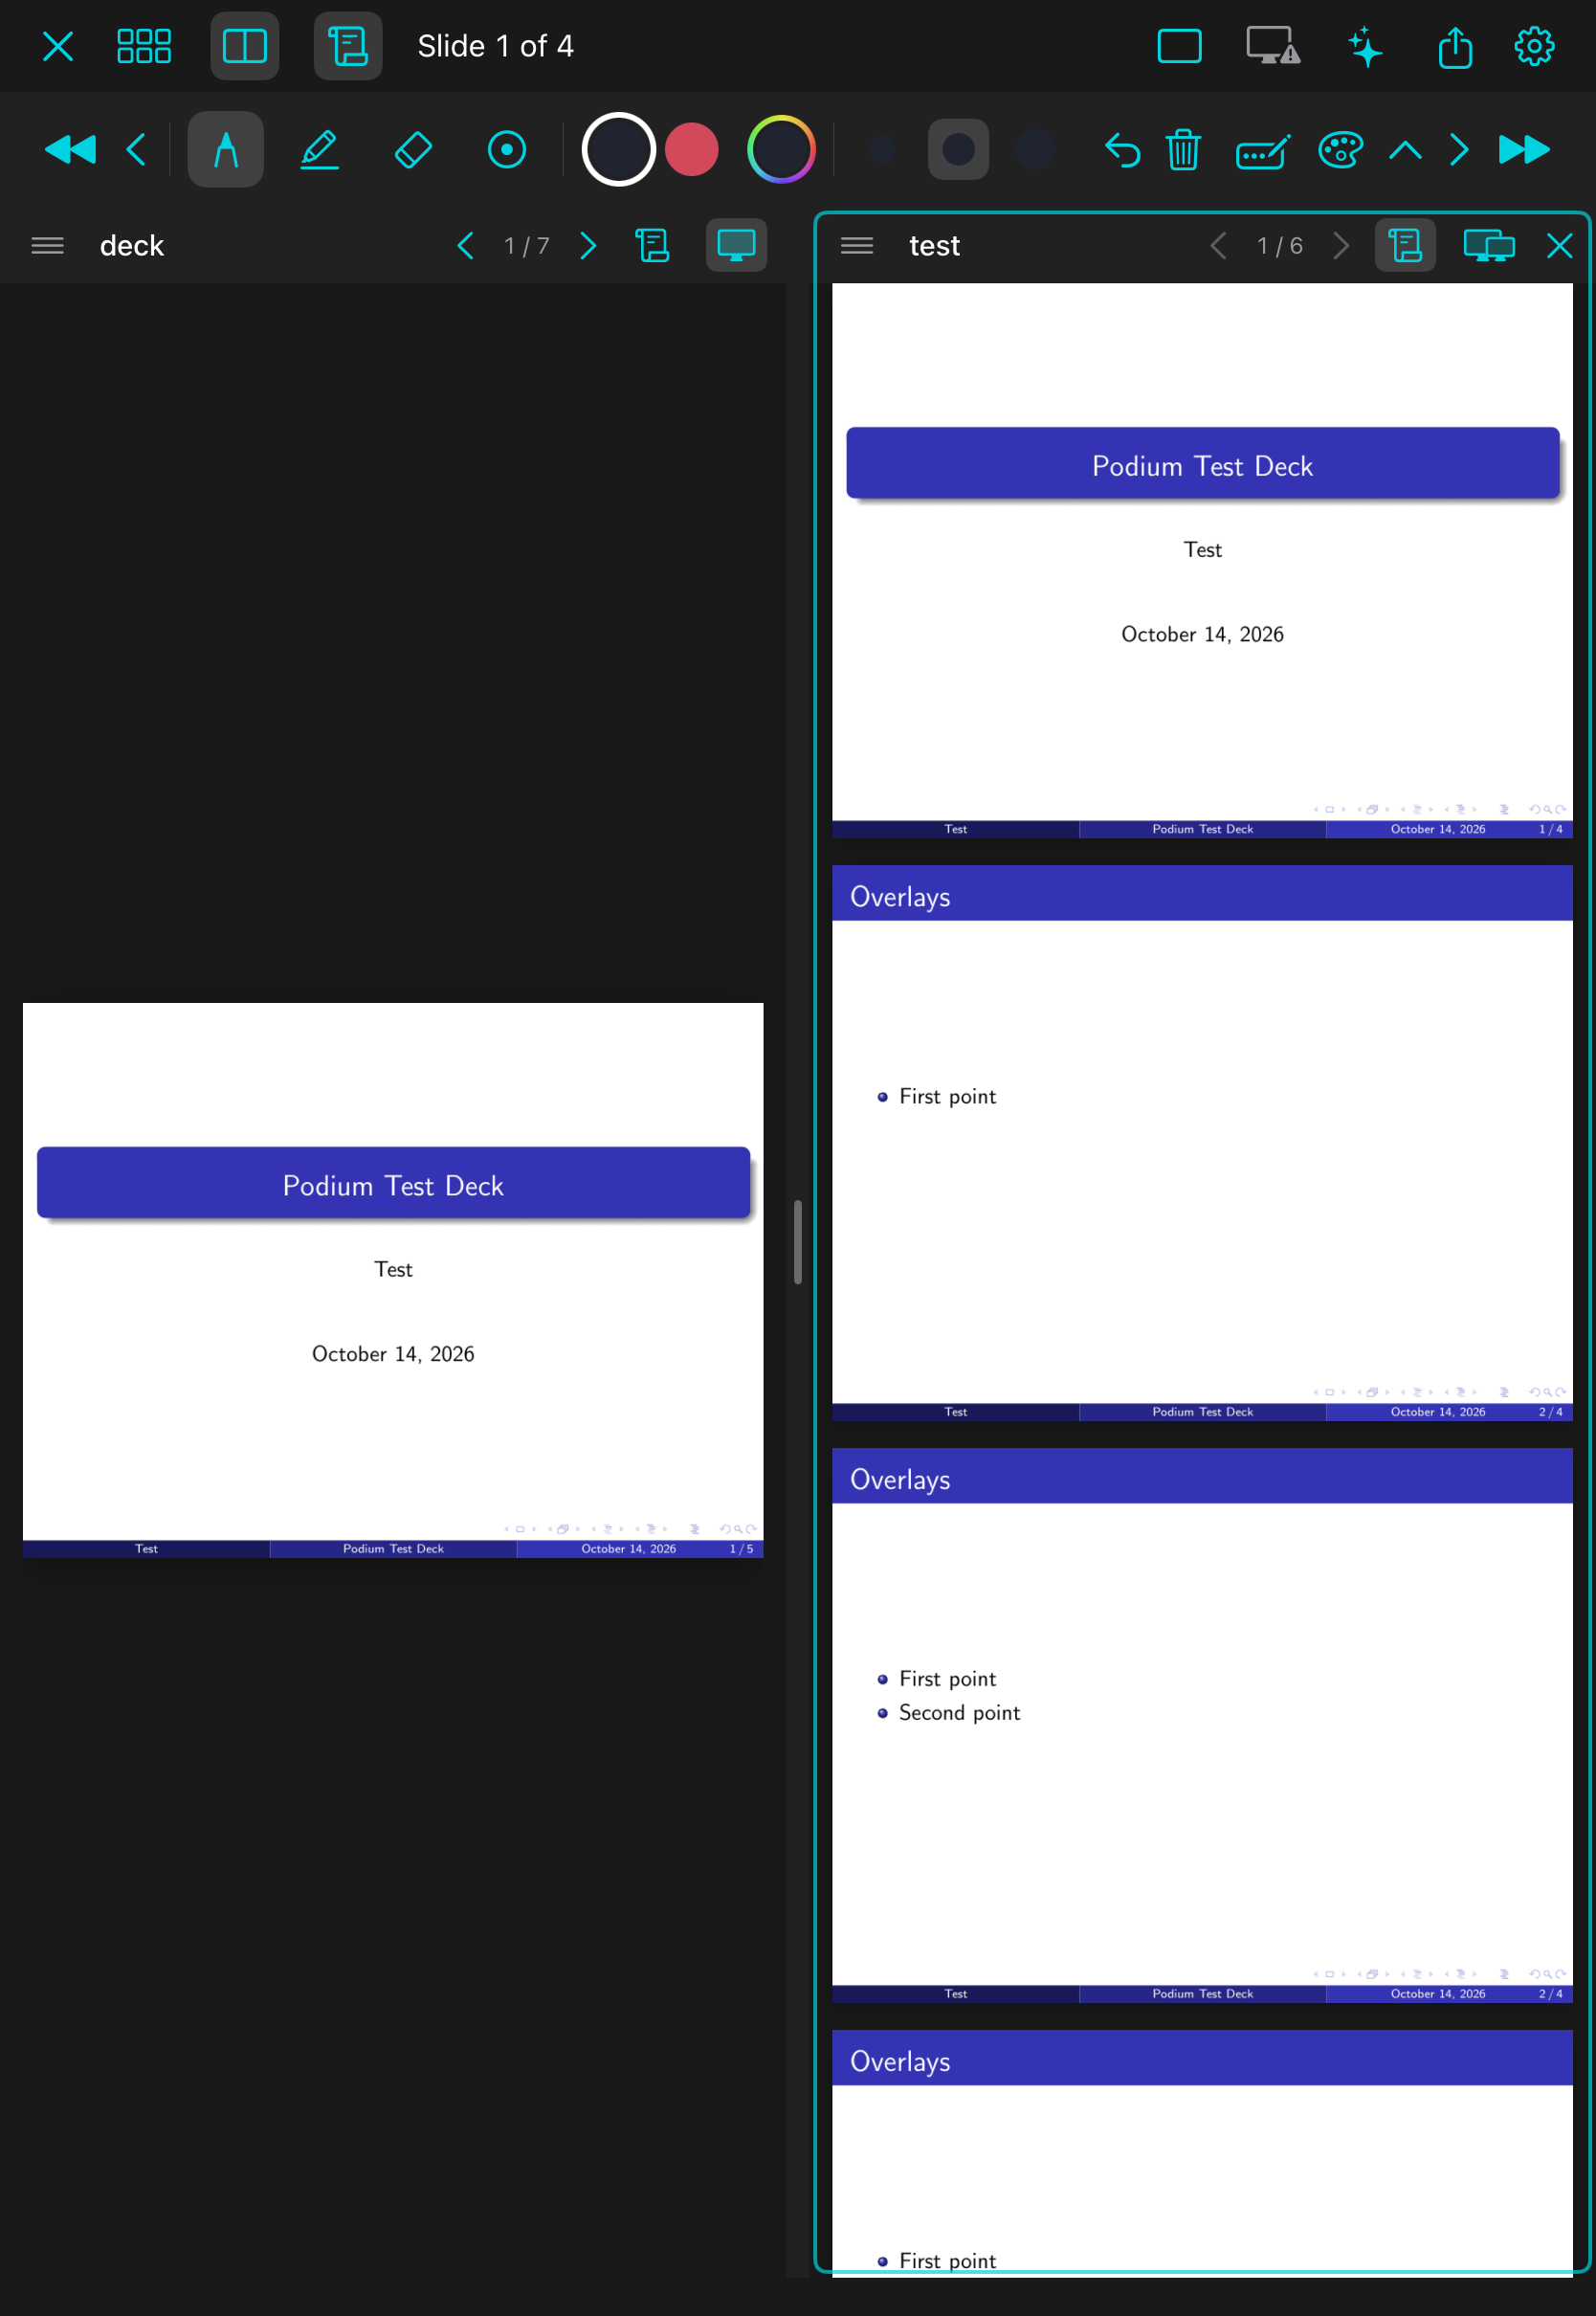 Slide 1 of 4
deck
1 / 7
test
1 / 6
Podium Test Deck
Test
October 14, 2026
Test Podium Test Deck October 14, 2026 1 / 5
Podium Test Deck
Test
October 14, 2026
Test Podium Test Deck October 14, 2026 1 / 4
Overlays
First point
Test Podium Test Deck October 14, 2026 2 / 4
Overlays
First point
Second point
Test Podium Test Deck October 14, 2026 2 / 4
Overlays
First point